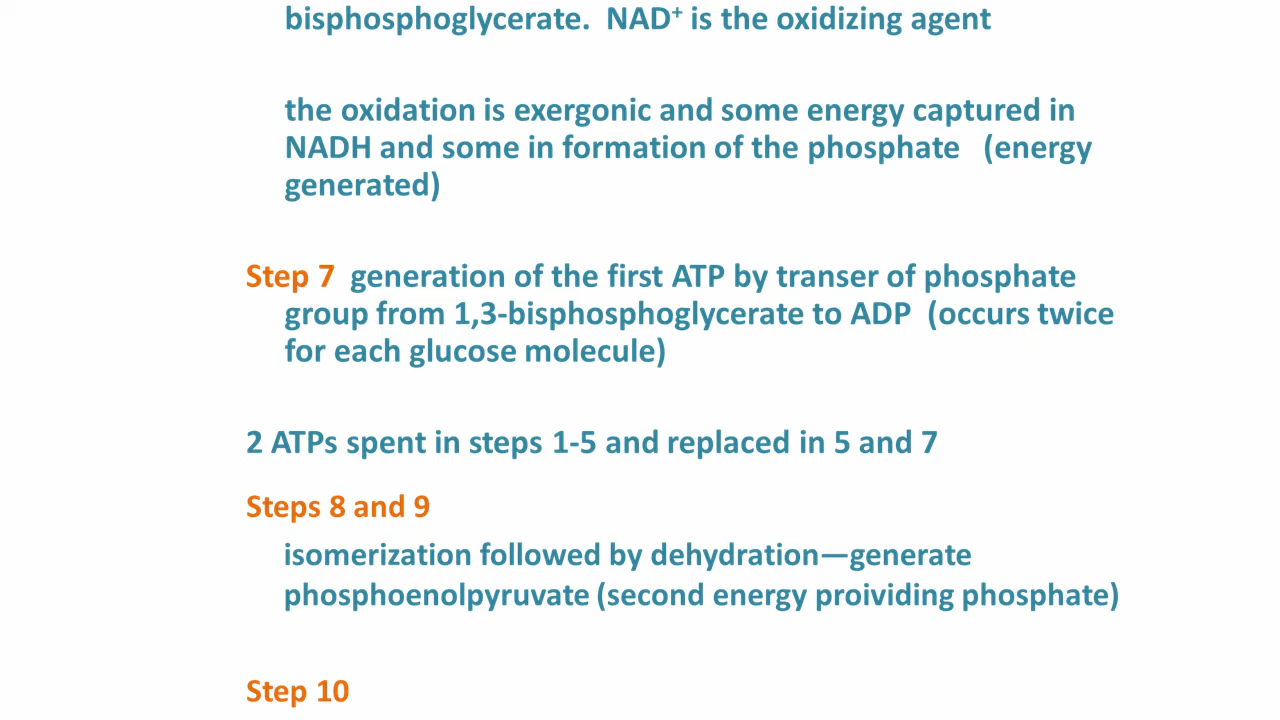 bisphosphoglycerate.  NAD⁺ is the oxidizing agent
the oxidation is exergonic and some energy captured in
NADH and some in formation of the phosphate   (energy
generated)
Step 7  generation of the first ATP by transer of phosphate
group from 1,3-bisphosphoglycerate to ADP  (occurs twice
for each glucose molecule)
2 ATPs spent in steps 1-5 and replaced in 5 and 7
Steps 8 and 9
isomerization followed by dehydration—generate
phosphoenolpyruvate (second energy proividing phosphate)
Step 10